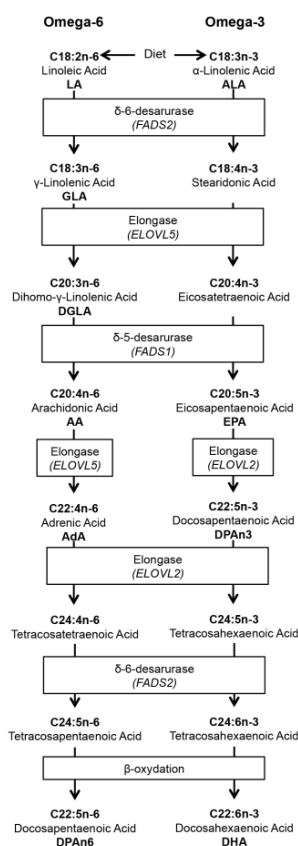 Omega-6 Omega-3
C18:2n-6 Diet C18:3n-3
Linoleic Acid α-Linolenic Acid
LA ALA
δ-6-desarurase
(FADS2)
C18:3n-6 C18:4n-3
γ-Linolenic Acid Stearidonic Acid
GLA
Elongase
(ELOVL5)
C20:3n-6 C20:4n-3
Dihomo-γ-Linolenic Acid Eicosatetraenoic Acid
DGLA
δ-5-desarurase
(FADS1)
C20:4n-6 C20:5n-3
Arachidonic Acid Eicosapentaenoic Acid
AA EPA
Elongase Elongase
(ELOVL5) (ELOVL2)
C22:4n-6 C22:5n-3
Adrenic Acid Docosapentaenoic Acid
AdA DPAn3
Elongase
(ELOVL2)
C24:4n-6 C24:5n-3
Tetracosatetraenoic Acid Tetracosahexaenoic Acid
δ-6-desarurase
(FADS2)
C24:5n-6 C24:6n-3
Tetracosapentaenoic Acid Tetracosahexaenoic Acid
β-oxydation
C22:5n-6 C22:6n-3
Docosapentaenoic Acid Docosahexaenoic Acid
DPAn6 DHA